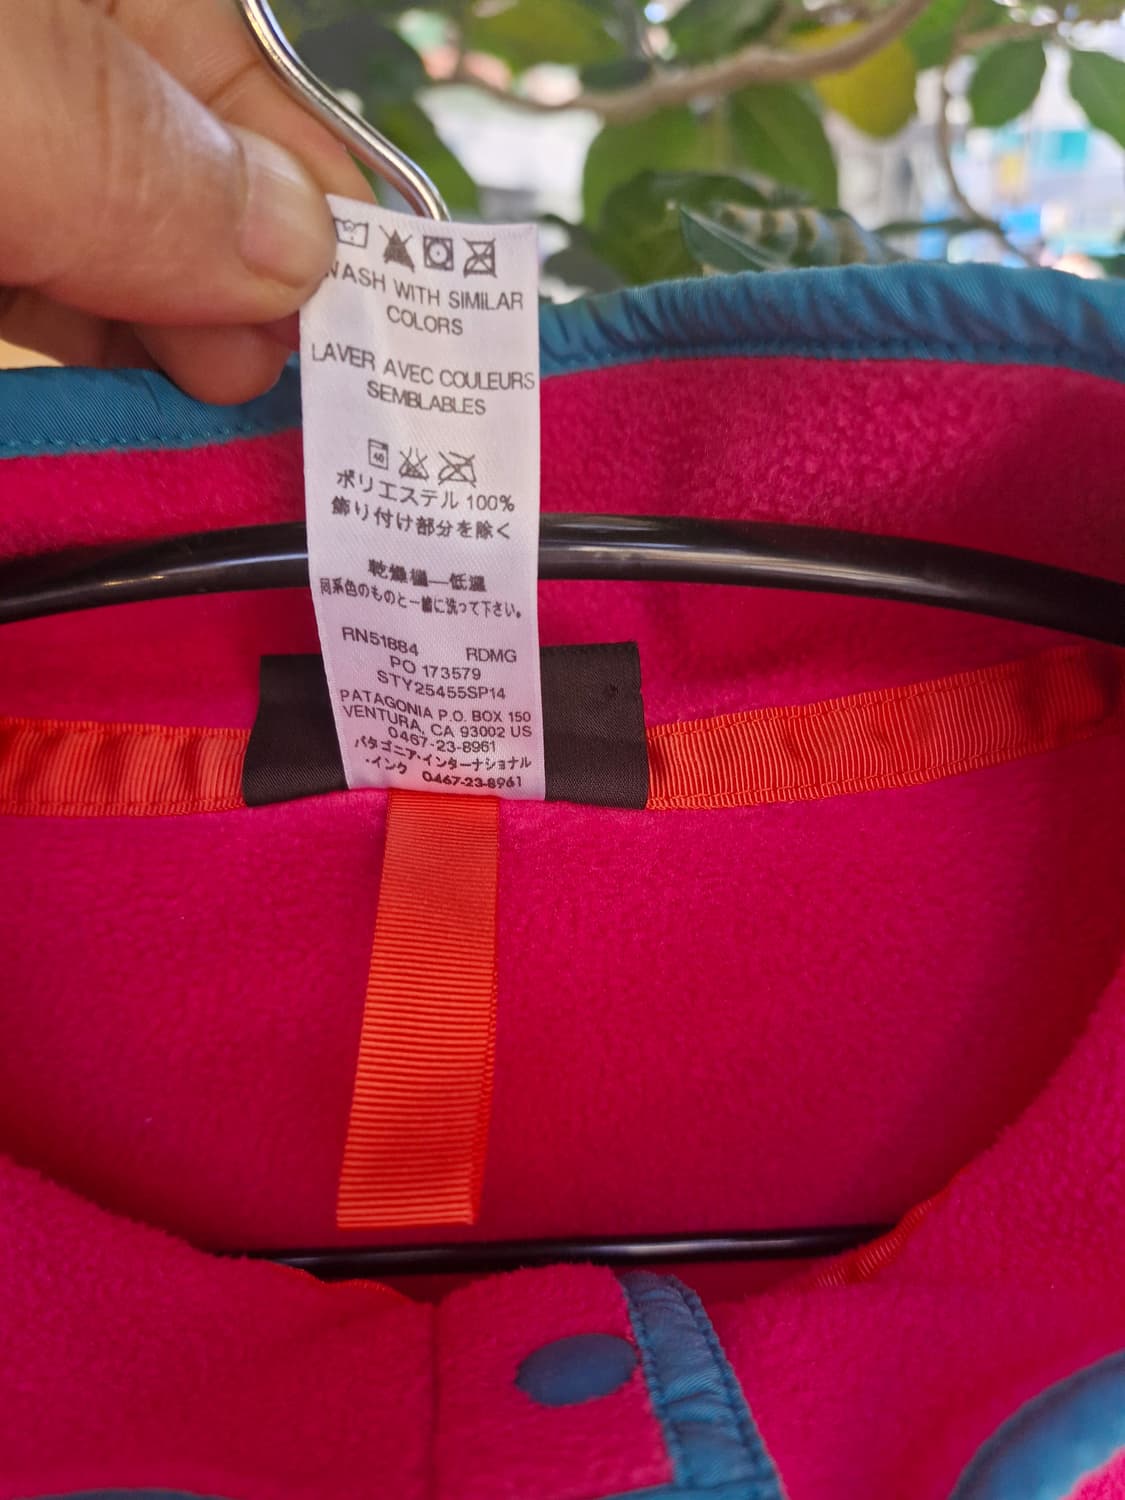 WASH WITH SIMILAR
COLORS
LAVER AVEC COULEURS
SEMBLABLES
40
ポリエステル 100%
飾り付け部分を除く
乾燥機—低温
同系色のものと一緒に洗って下さい。
RN51884 RDMG
PO 173579
STY25455SP14
PATAGONIA P.O. BOX 150
VENTURA, CA 93002 US
0467-23-8961
パタゴニア・インターナショナル
・インク 0467-23-8961